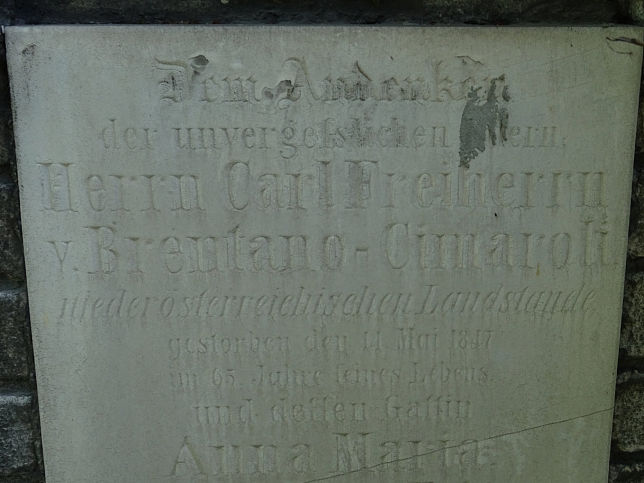 Dem Andenken
der unvergeſslichen
Herrn Carl Freiherrn
v. Brentano-Cimaroli,
niederösterreichischen Landstande,
gestorben den 14. Mai 1847
im 65. Jahre seines Lebens.
und deſſen Gattin
Anna Maria